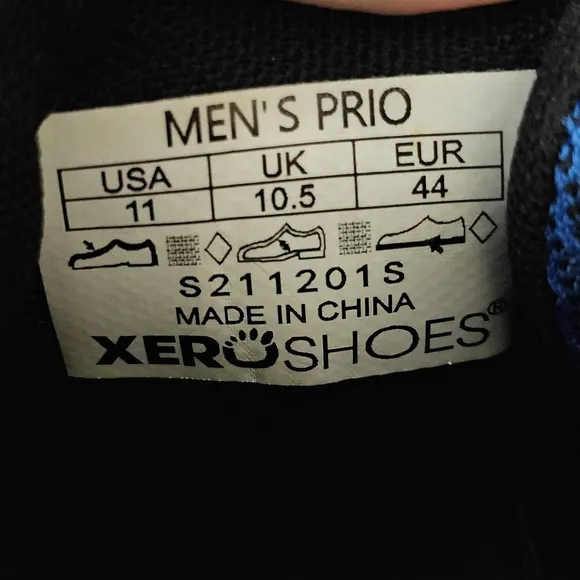 MEN'S PRIO
USA UK EUR
11 10.5 44
S211201S
MADE IN CHINA
XEROSHOES®